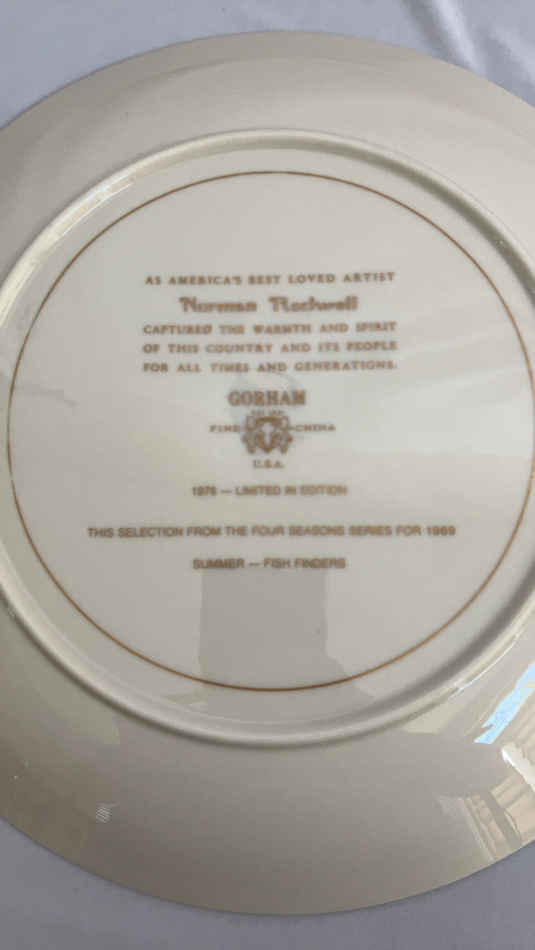 AS AMERICA'S BEST LOVED ARTIST
Norman Rockwell
CAPTURED THE WARMTH AND SPIRIT
OF THIS COUNTRY AND ITS PEOPLE
FOR ALL TIMES AND GENERATIONS.
GORHAM
FINE CHINA
U.S.A.
1976 — LIMITED IN EDITION
THIS SELECTION FROM THE FOUR SEASONS SERIES FOR 1969
SUMMER — FISH FINDERS